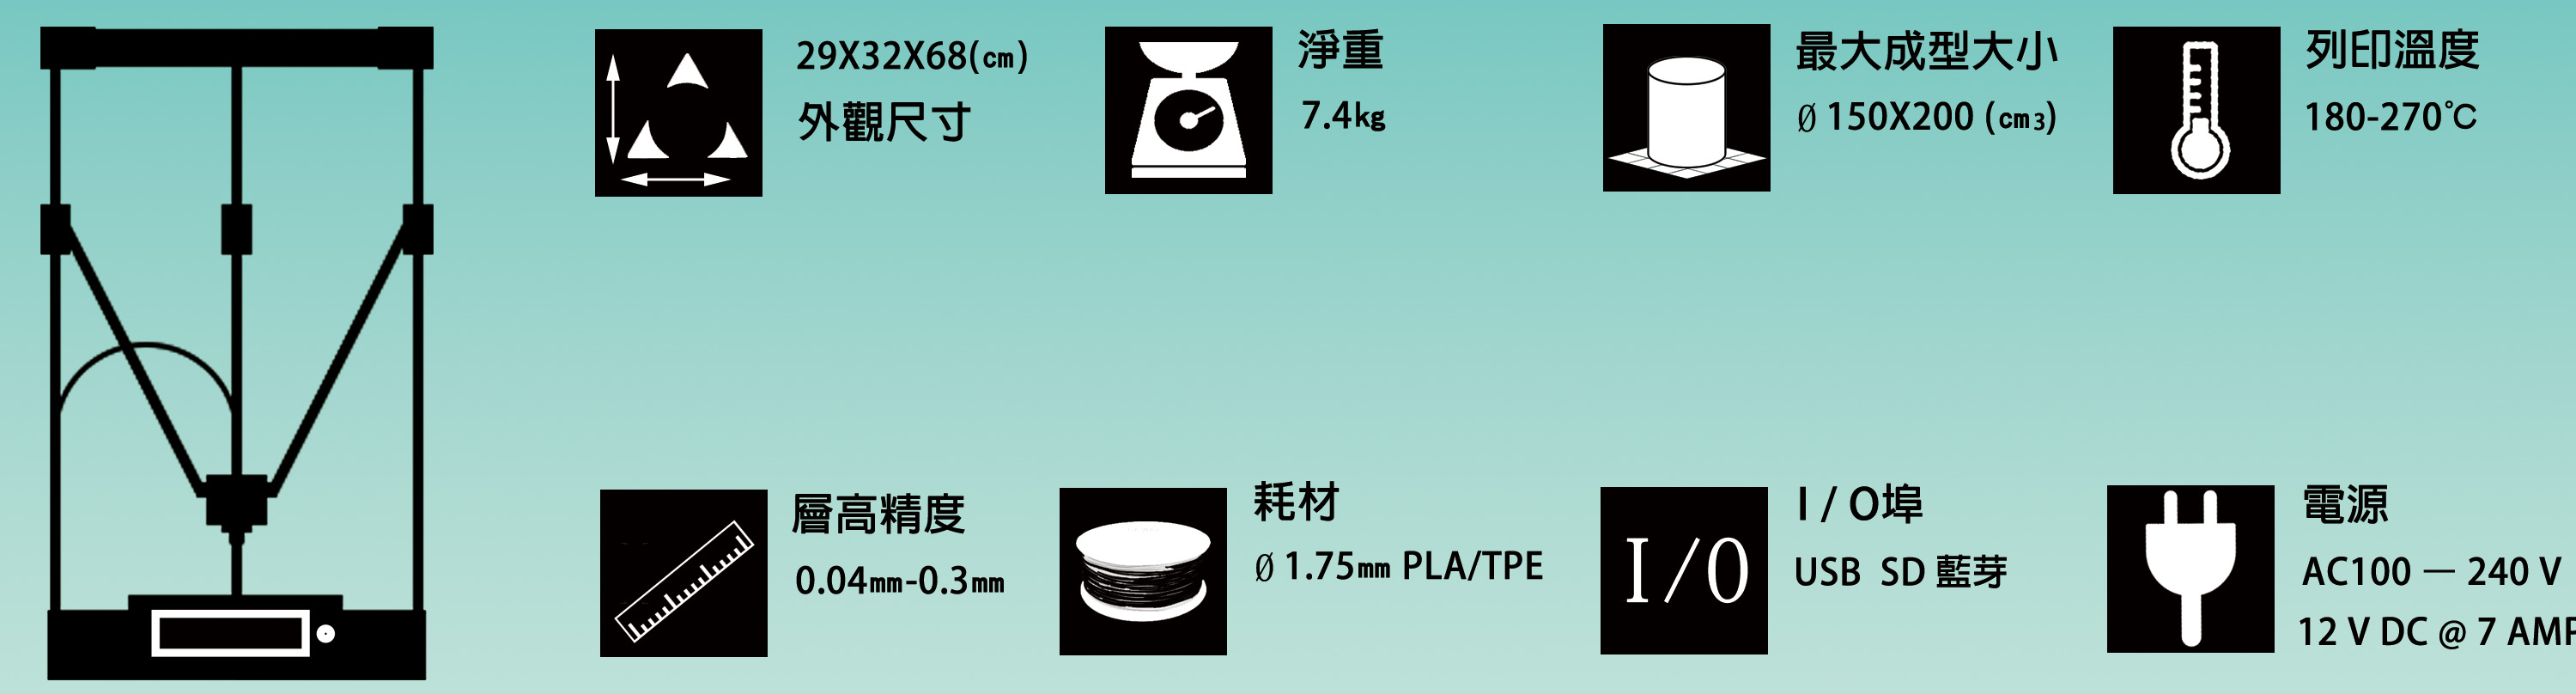 29X32X68(cm)
外觀尺寸
淨重
7.4kg
最大成型大小
Ø 150X200 (cm3)
列印溫度
180-270℃
層高精度
0.04mm-0.3mm
耗材
Ø 1.75mm PLA/TPE
I/O
I / O埠
USB SD 藍芽
電源
AC100 — 240 V
12 V DC @ 7 AMP